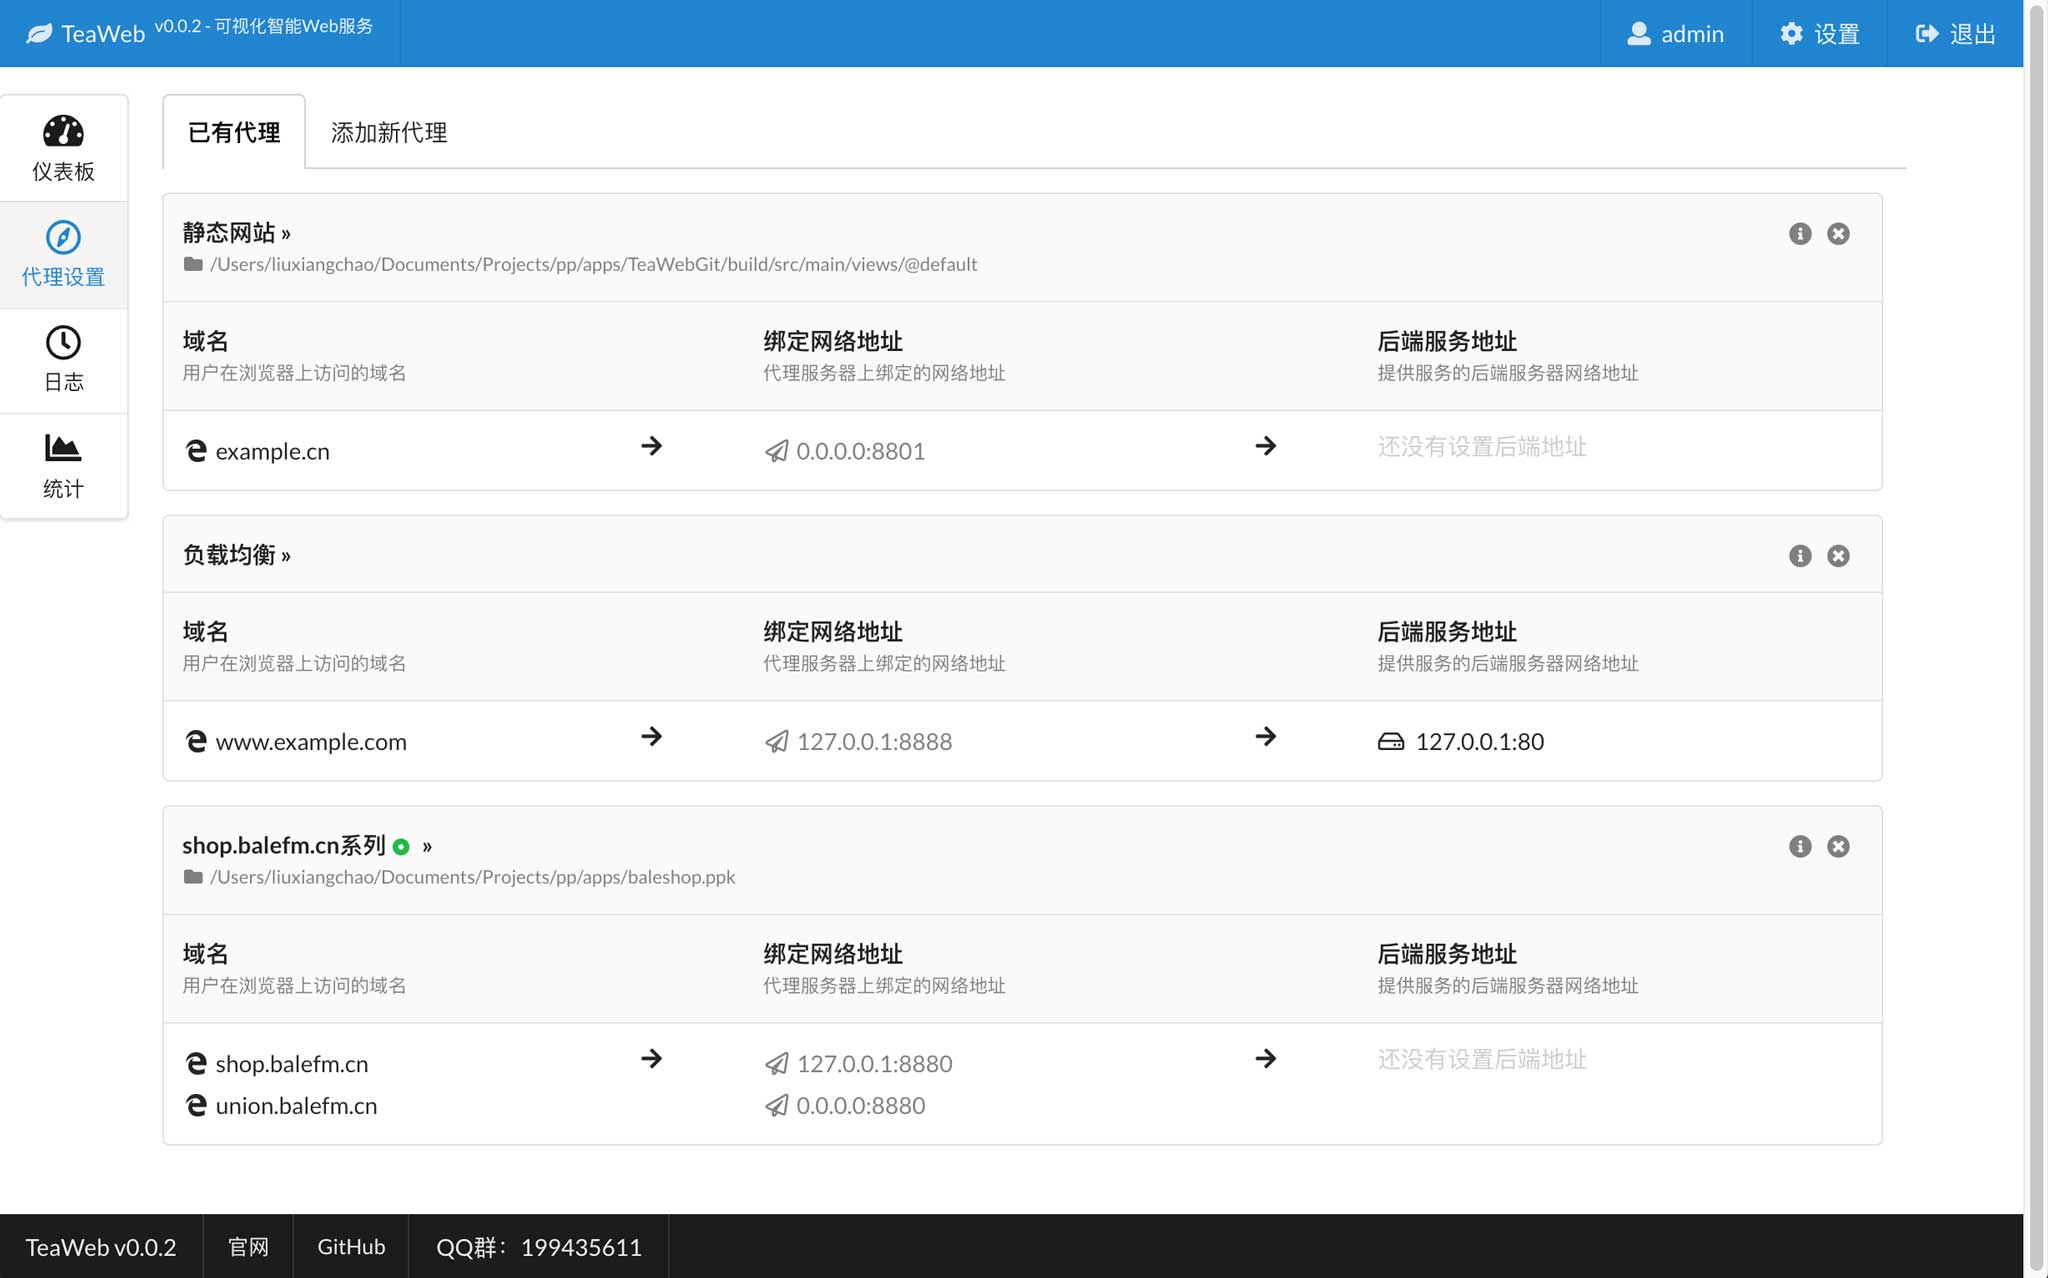 TeaWeb v0.0.2 - 可视化智能Web服务
admin
设置
退出
仪表板
代理设置
日志
统计
已有代理
添加新代理
静态网站 »
/Users/liuxiangchao/Documents/Projects/pp/apps/TeaWebGit/build/src/main/views/@default
域名
用户在浏览器上访问的域名
绑定网络地址
代理服务器上绑定的网络地址
后端服务地址
提供服务的后端服务器网络地址
example.cn
0.0.0.0:8801
还没有设置后端地址
负载均衡 »
域名
用户在浏览器上访问的域名
绑定网络地址
代理服务器上绑定的网络地址
后端服务地址
提供服务的后端服务器网络地址
www.example.com
127.0.0.1:8888
127.0.0.1:80
shop.balefm.cn系列 »
/Users/liuxiangchao/Documents/Projects/pp/apps/baleshop.ppk
域名
用户在浏览器上访问的域名
绑定网络地址
代理服务器上绑定的网络地址
后端服务地址
提供服务的后端服务器网络地址
shop.balefm.cn
union.balefm.cn
127.0.0.1:8880
0.0.0.0:8880
还没有设置后端地址
TeaWeb v0.0.2
官网
GitHub
QQ群：199435611